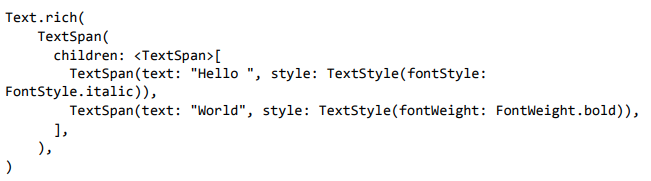 Text.rich(
    TextSpan(
      children: <TextSpan>[
        TextSpan(text: "Hello ", style: TextStyle(fontStyle:
FontStyle.italic)),
        TextSpan(text: "World", style: TextStyle(fontWeight: FontWeight.bold)),
      ],
    ),
)